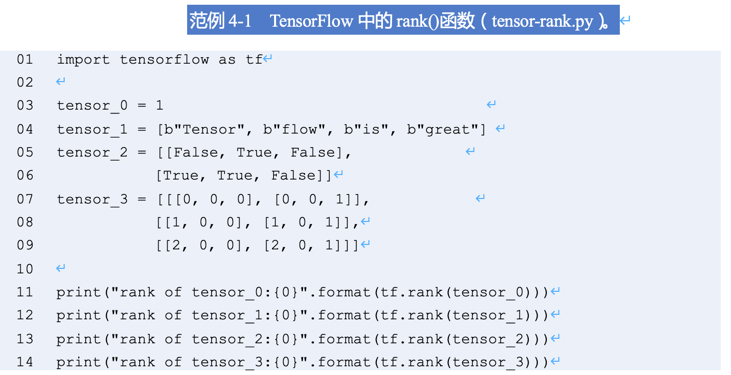 范例 4-1 TensorFlow 中的 rank()函数（tensor-rank.py）。
01 import tensorflow as tf
02
03 tensor_0 = 1
04 tensor_1 = [b"Tensor", b"flow", b"is", b"great"]
05 tensor_2 = [[False, True, False],
06            [True, True, False]]
07 tensor_3 = [[[0, 0, 0], [0, 0, 1]],
08            [[1, 0, 0], [1, 0, 1]],
09            [[2, 0, 0], [2, 0, 1]]]
10
11 print("rank of tensor_0:{0}".format(tf.rank(tensor_0)))
12 print("rank of tensor_1:{0}".format(tf.rank(tensor_1)))
13 print("rank of tensor_2:{0}".format(tf.rank(tensor_2)))
14 print("rank of tensor_3:{0}".format(tf.rank(tensor_3)))